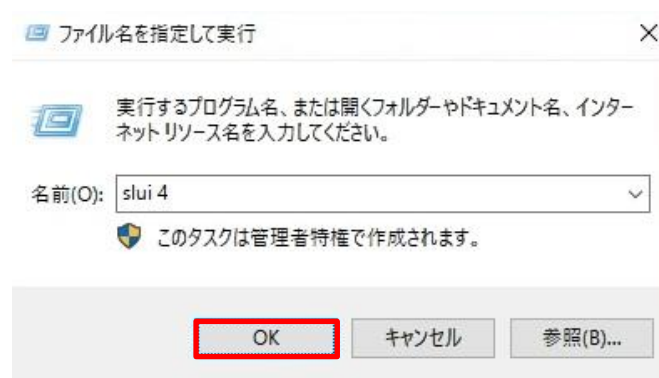 ファイル名を指定して実行
実行するプログラム名、または開くフォルダーやドキュメント名、インター
ネット リソース名を入力してください。
名前(O): slui 4
このタスクは管理者特権で作成されます。
OK キャンセル 参照(B)...